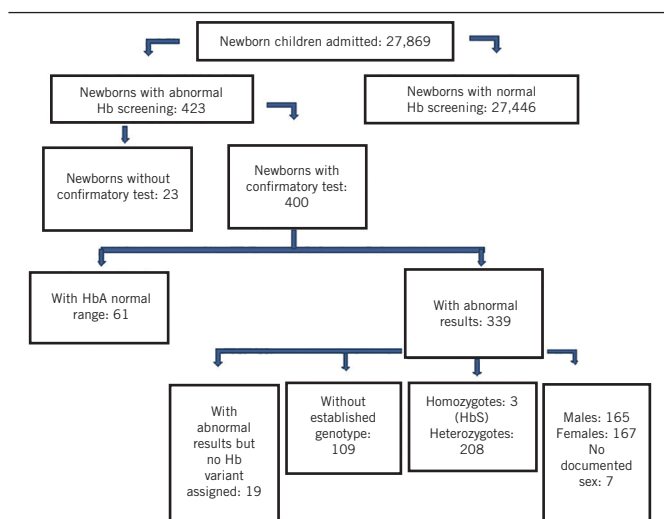 Newborn children admitted: 27,869
Newborns with abnormal
Hb screening: 423
Newborns with normal
Hb screening: 27,446
Newborns without
confirmatory test: 23
Newborns with
confirmatory test:
400
With HbA normal
range: 61
With abnormal
results: 339
With
abnormal
results but
no Hb
variant
assigned: 19
Without
established
genotype:
109
Homozygotes: 3
(HbS)
Heterozygotes:
208
Males: 165
Females: 167
No
documented
sex: 7